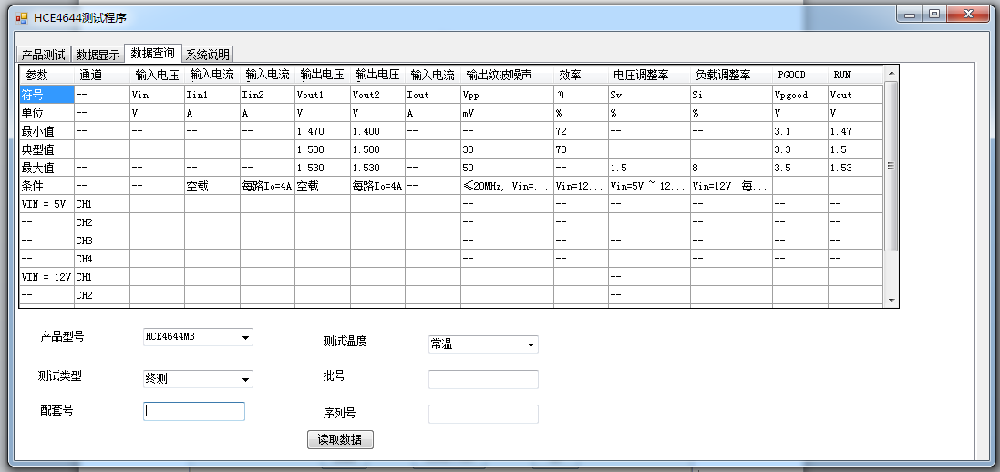 HCE4644测试程序
产品测试 数据显示 数据查询 系统说明
参数 通道 输入电压 输入电流 输入电流 输出电压 输出电压 输入电流 输出纹波噪声 效率 电压调整率 负载调整率 PGOOD RUN
符号 -- Vin Iin1 Iin2 Vout1 Vout2 Iout Vpp η Sv Si Vpgood Vout
单位 -- V A A V V A mV % % % V V
最小值 -- -- -- -- 1.470 1.400 -- -- 72 -- -- 3.1 1.47
典型值 -- -- -- -- 1.500 1.500 -- 30 78 -- -- 3.3 1.5
最大值 -- -- -- -- 1.530 1.530 -- 50 -- 1.5 8 3.5 1.53
条件 -- -- 空载 每路Io=4A 空载 每路Io=4A -- ≤20MHz, Vin=... Vin=12... Vin=5V ~ 12... Vin=12V 每...
VIN = 5V CH1 -- -- -- -- -- --
-- CH2 -- -- -- -- -- --
-- CH3 -- -- -- -- -- --
-- CH4 -- -- -- -- -- --
VIN = 12V CH1 --
-- CH2 --
产品型号 HCE4644MB 测试温度 常温
测试类型 终测 批号
配套号 序列号
读取数据